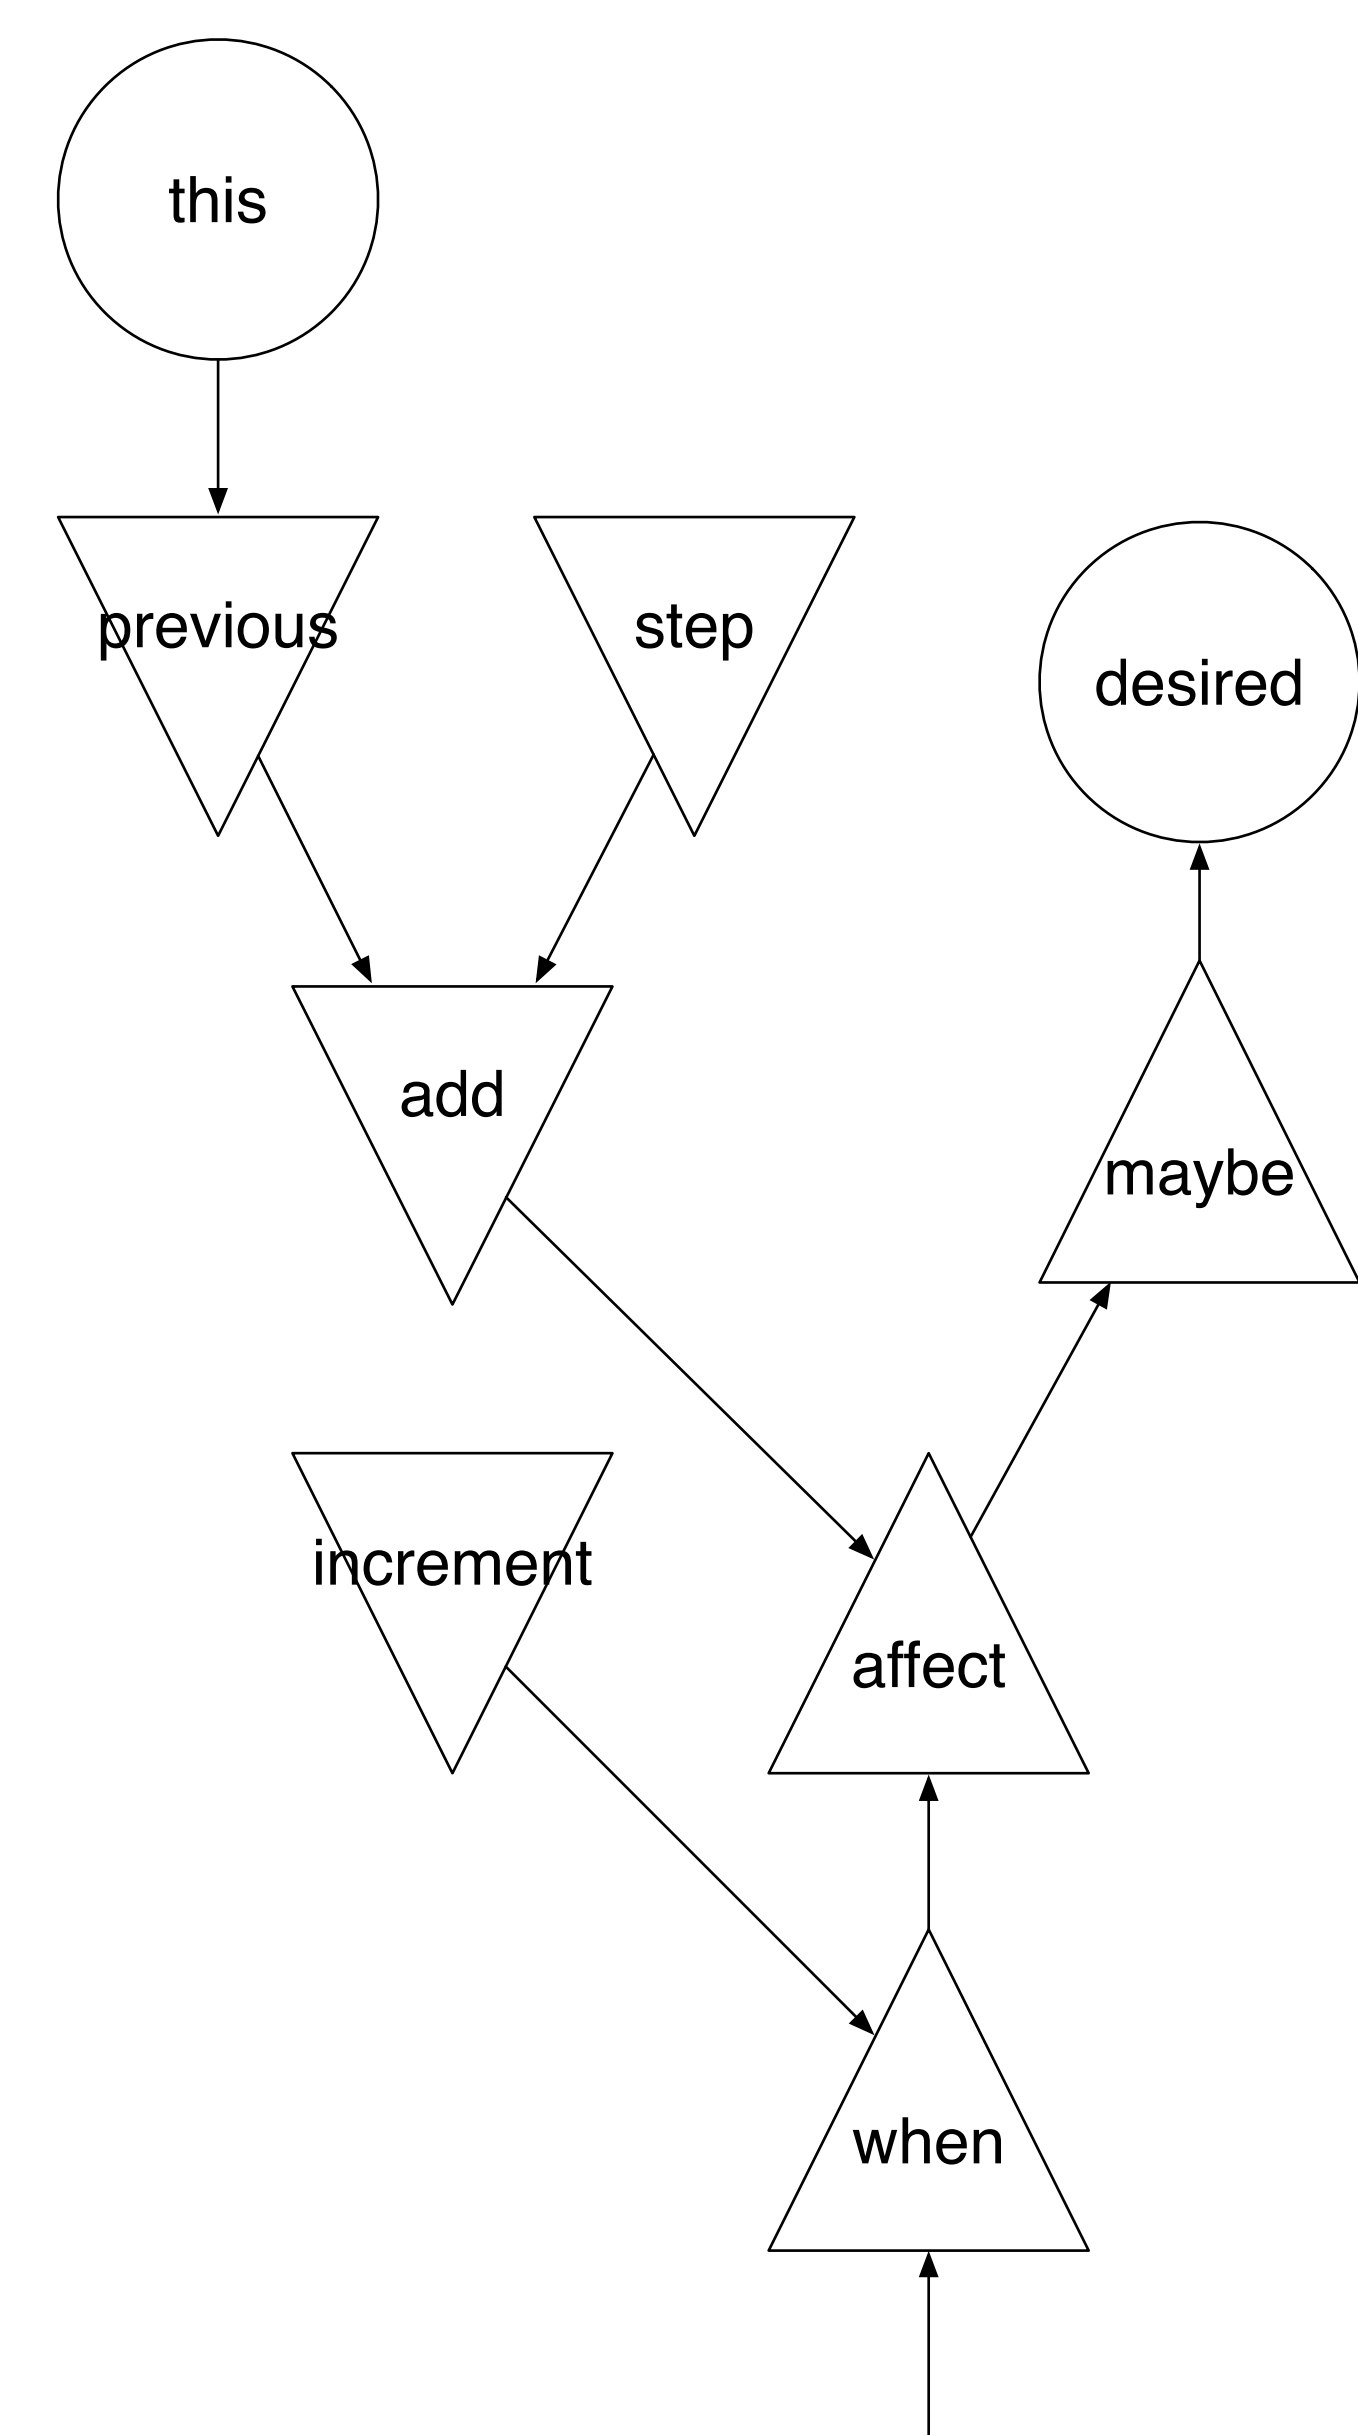 this
previous
step
desired
add
maybe
increment
affect
when